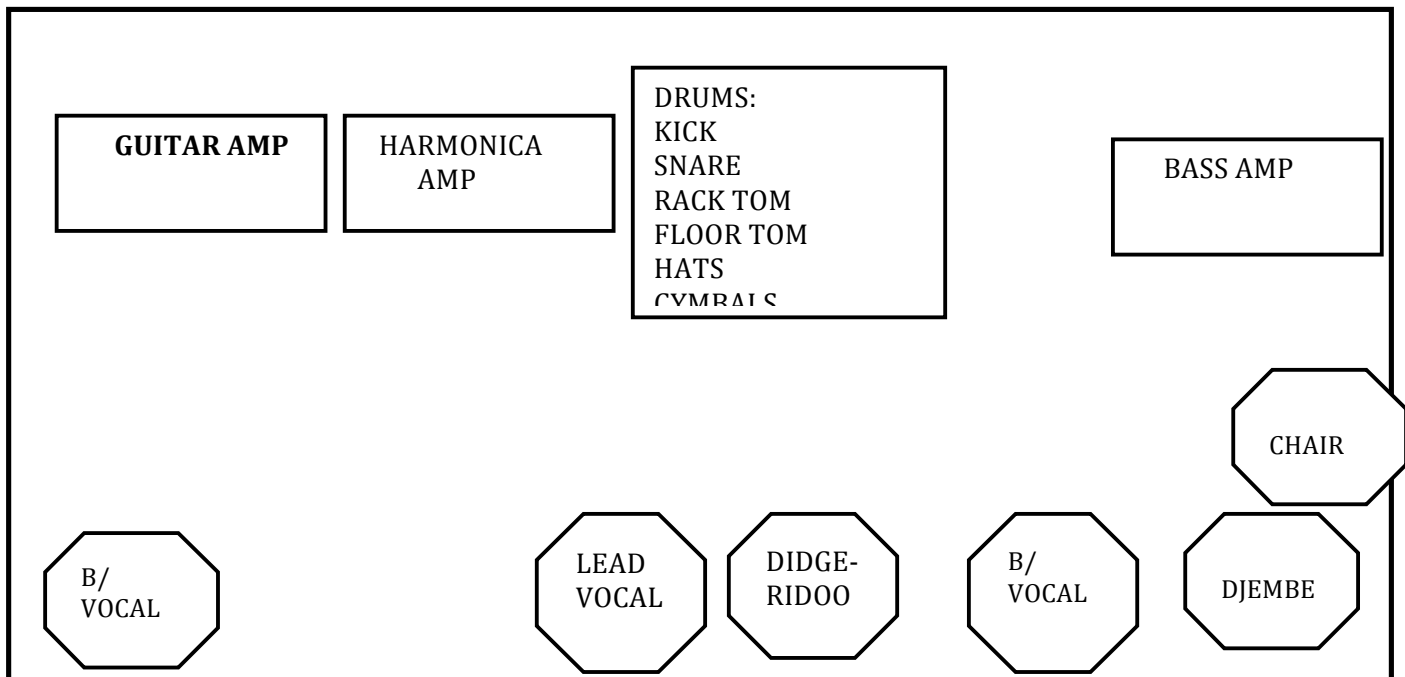 GUITAR AMP
HARMONICA
AMP
DRUMS:
KICK
SNARE
RACK TOM
FLOOR TOM
HATS
CYMBALS
BASS AMP
CHAIR
B/
VOCAL
LEAD
VOCAL
DIDGE-
RIDOO
B/
VOCAL
DJEMBE